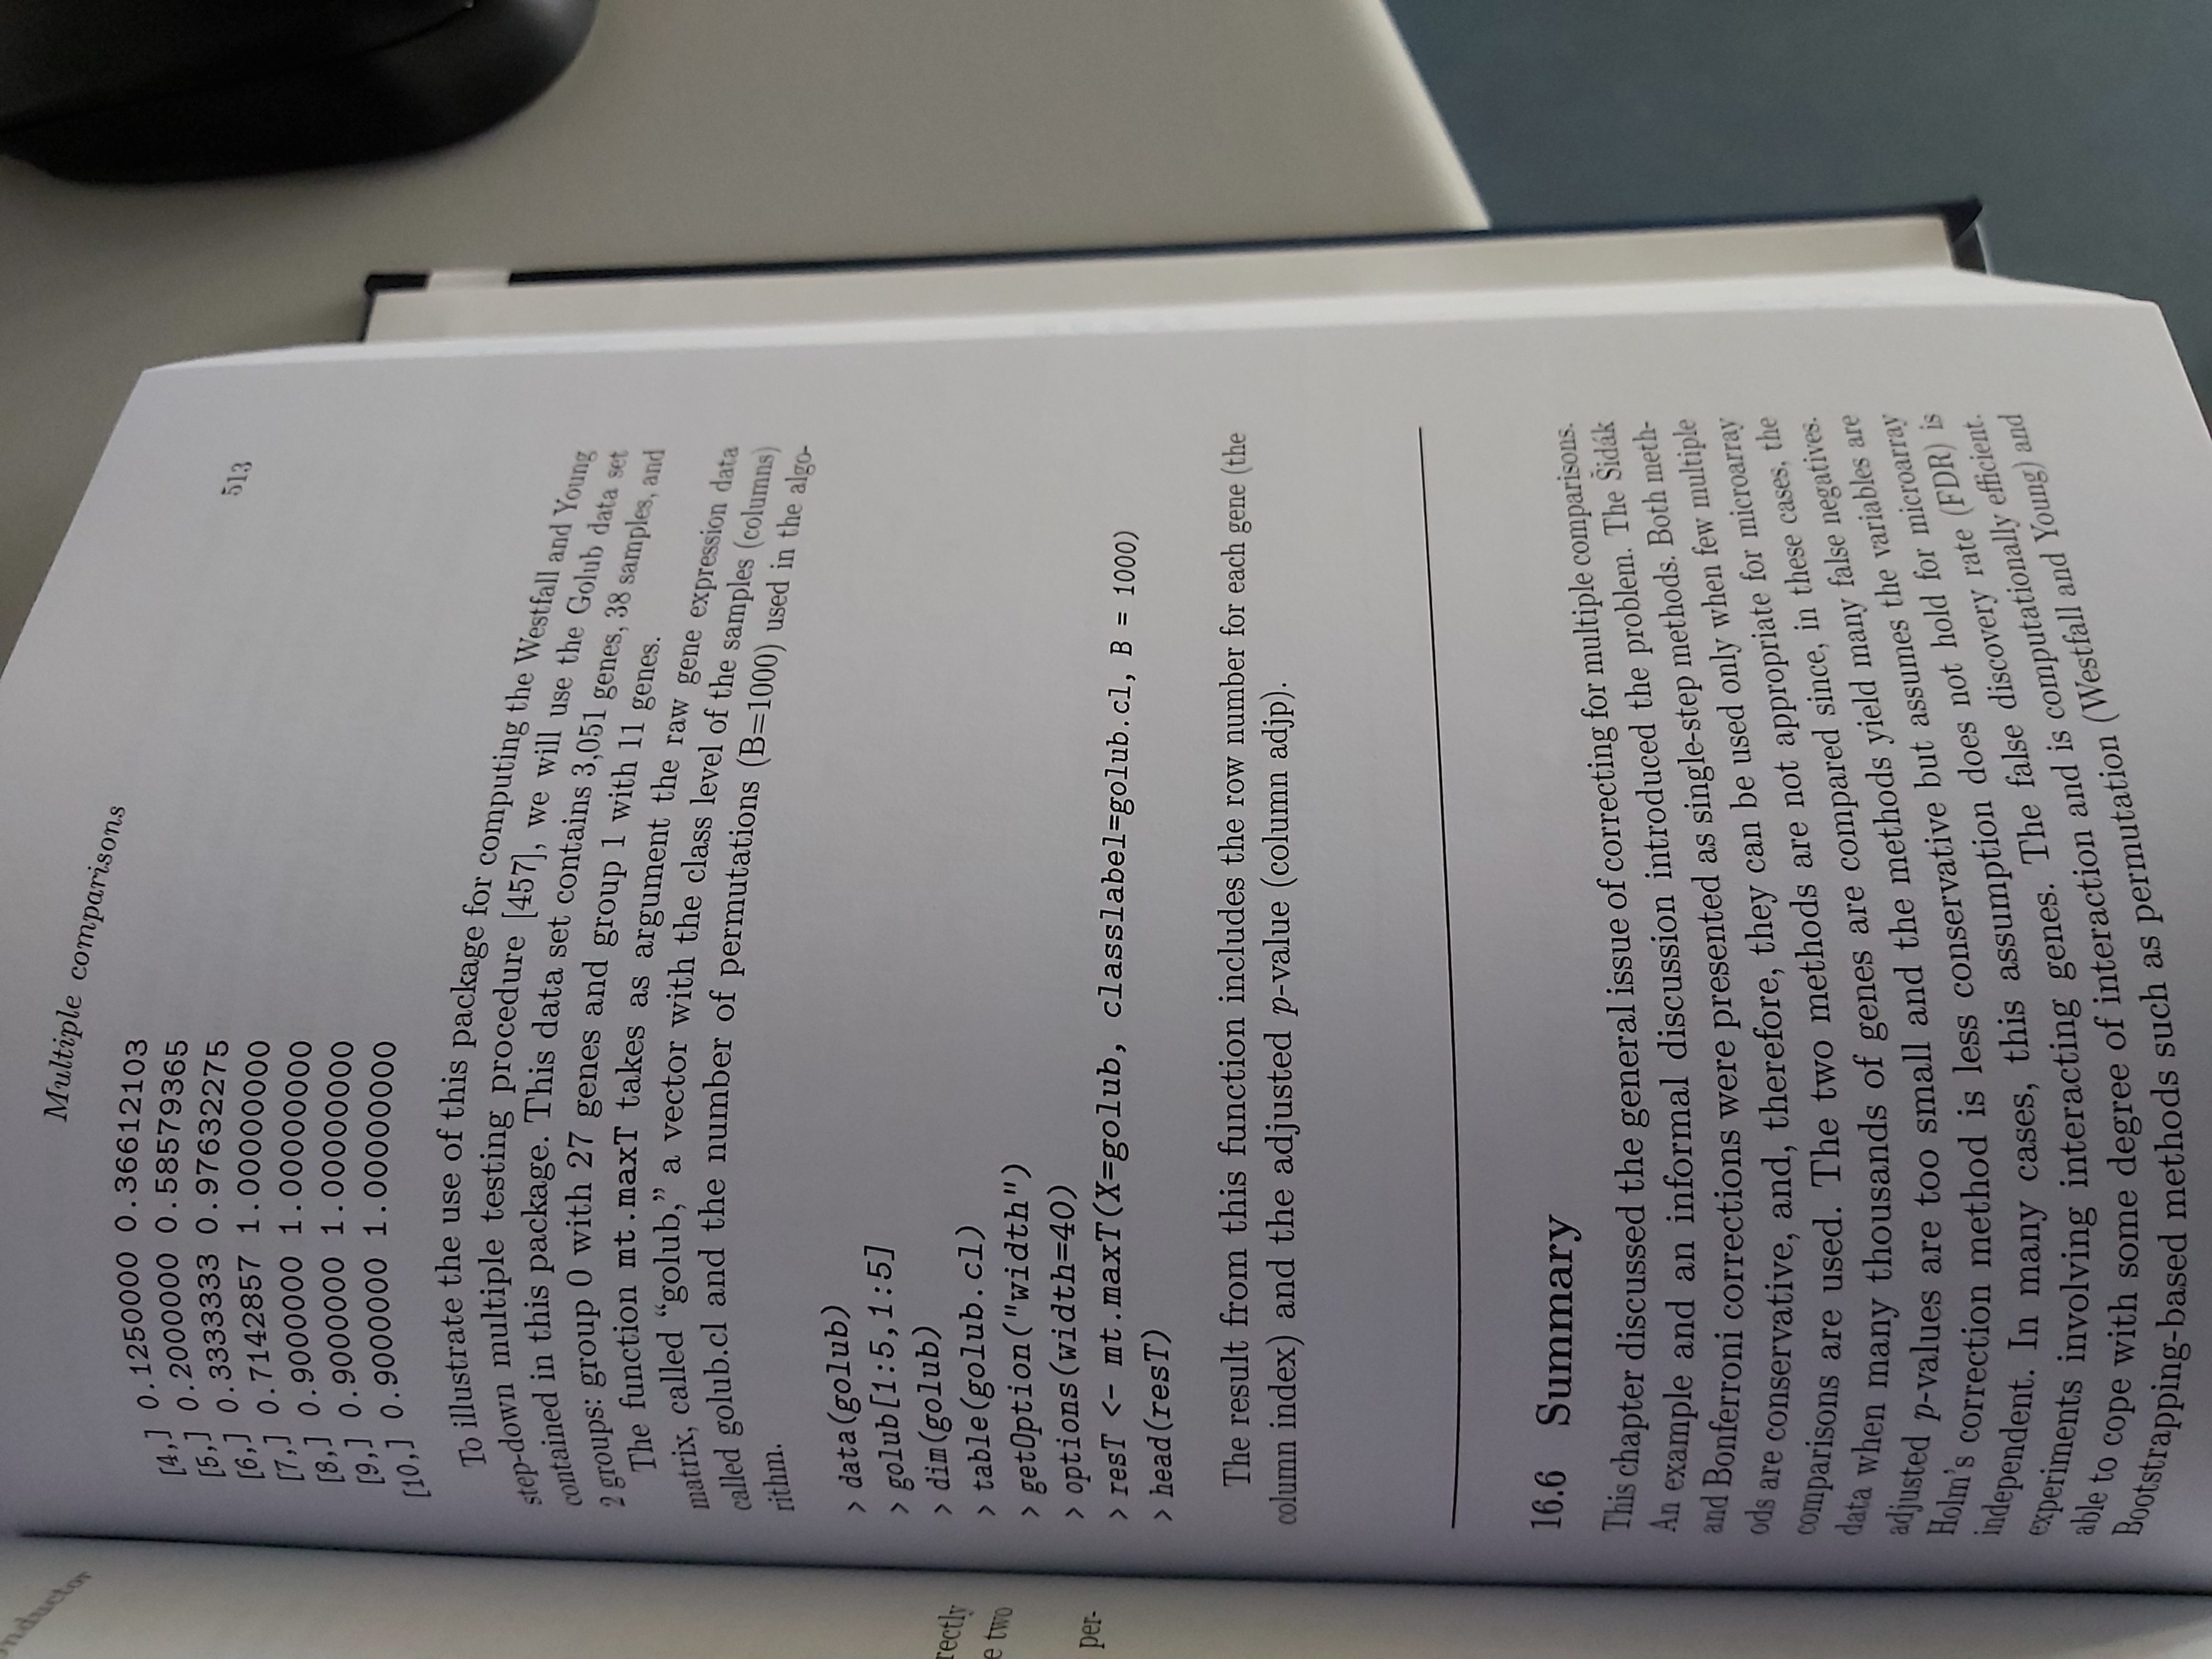 onductor
rectly
e two
per-
Multiple comparisons
513
[4,] 0.1250000 0.36612103
[5,] 0.2000000 0.58579365
[6,] 0.3333333 0.97632275
[7,] 0.7142857 1.00000000
[8,] 0.9000000 1.00000000
[9,] 0.9000000 1.00000000
[10,] 0.9000000 1.00000000
To illustrate the use of this package for computing the Westfall and Young
step-down multiple testing procedure [457], we will use the Golub data set
contained in this package. This data set contains 3,051 genes, 38 samples, and
2 groups: group 0 with 27 genes and group 1 with 11 genes.
The function mt.maxT takes as argument the raw gene expression data
matrix, called “golub,” a vector with the class level of the samples (columns)
called golub.cl and the number of permutations (B=1000) used in the algo-
rithm.
> data(golub)
> golub[1:5,1:5]
> dim(golub)
> table(golub.cl)
> getOption("width")
> options(width=40)
> resT <- mt.maxT(X=golub, classlabel=golub.cl, B = 1000)
> head(resT)
The result from this function includes the row number for each gene (the
column index) and the adjusted p-value (column adjp).
16.6 Summary
This chapter discussed the general issue of correcting for multiple comparisons.
An example and an informal discussion introduced the problem. The Šidák
and Bonferroni corrections were presented as single-step methods. Both meth-
ods are conservative, and, therefore, they can be used only when few multiple
comparisons are used. The two methods are not appropriate for microarray
data when many thousands of genes are compared since, in these cases, the
adjusted p-values are too small and the methods yield many false negatives.
Holm’s correction method is less conservative but assumes the variables are
independent. In many cases, this assumption does not hold for microarray
experiments involving interacting genes. The false discovery rate (FDR) is
able to cope with some degree of interaction and is computationally efficient.
Bootstrapping-based methods such as permutation (Westfall and Young) and